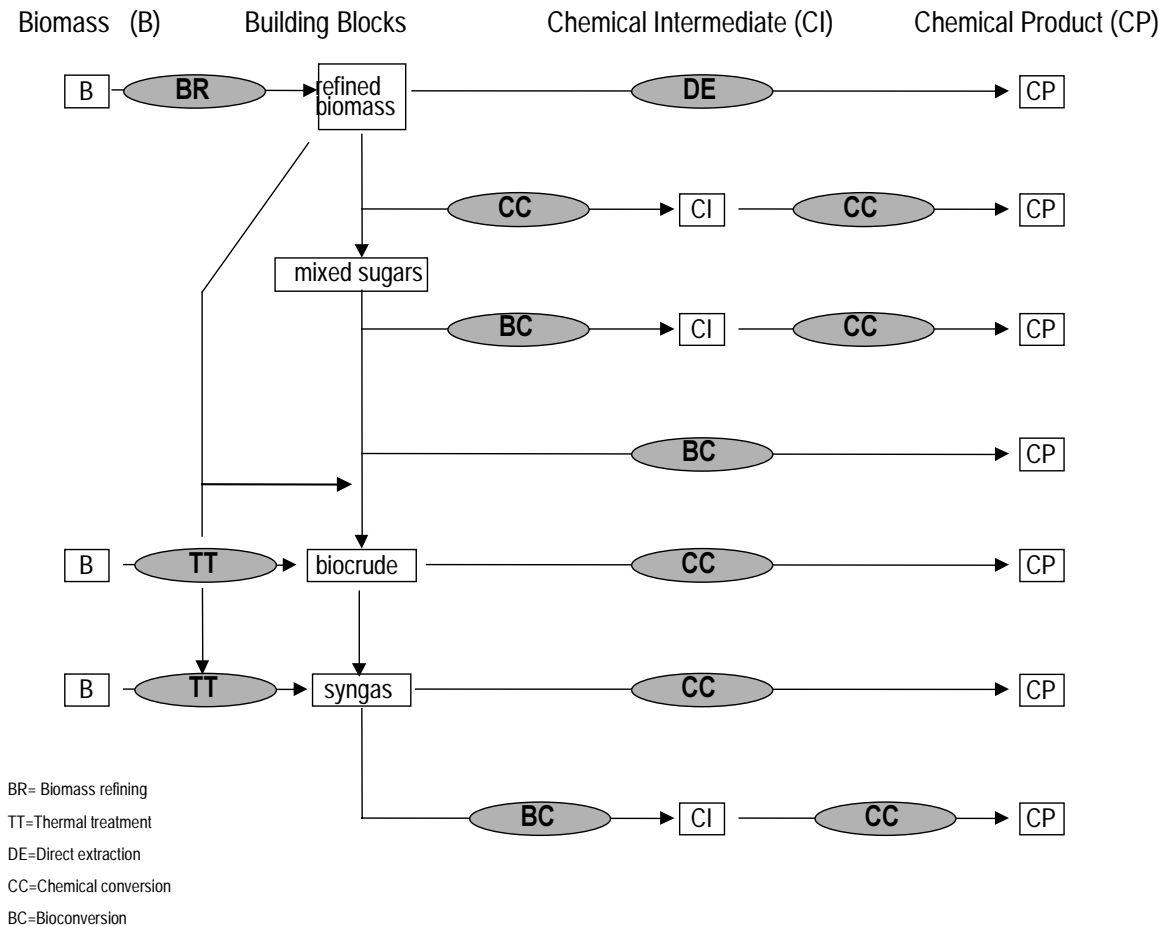 Biomass (B) Building Blocks Chemical Intermediate (CI) Chemical Product (CP)
B BR refined biomass DE CP
CC CI CC CP
mixed sugars
BC CI CC CP
BC CP
B TT biocrude CC CP
B TT syngas CC CP
BR= Biomass refining
BC CI CC CP
TT=Thermal treatment
DE=Direct extraction
CC=Chemical conversion
BC=Bioconversion